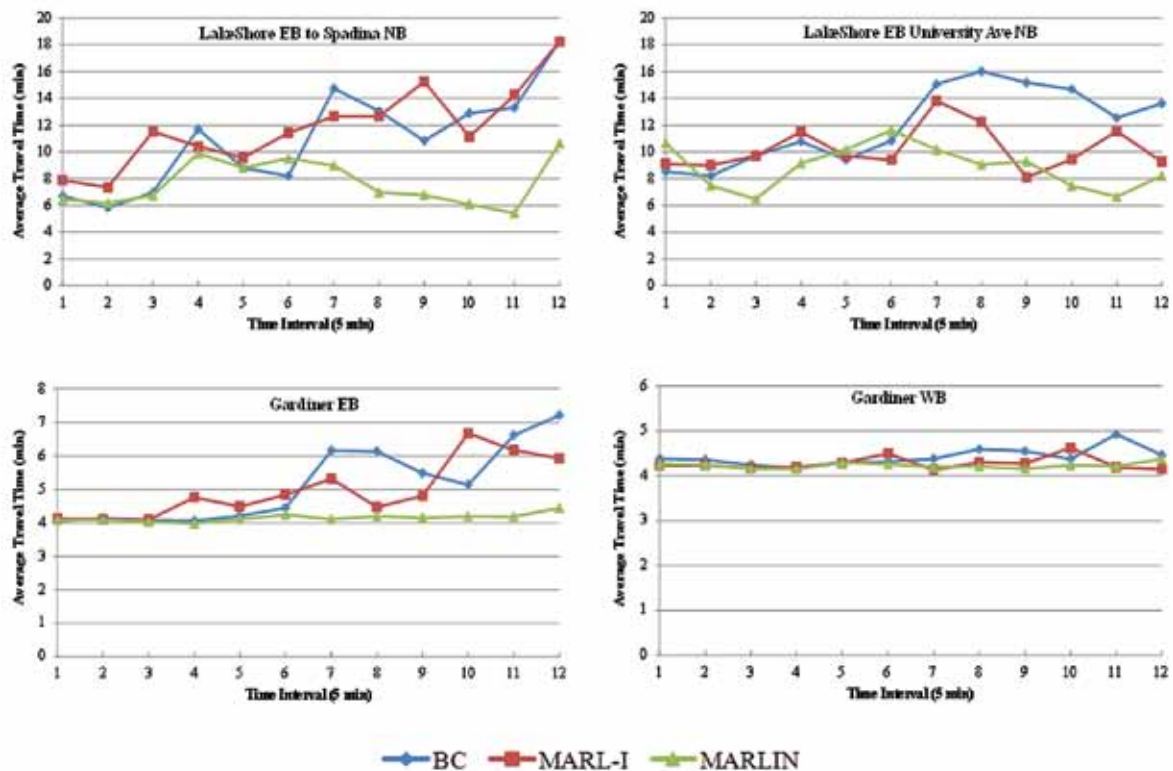 LakeShore EB to Spadina NB
Average Travel Time (min)
20
18
16
14
12
10
8
6
4
2
0
1 2 3 4 5 6 7 8 9 10 11 12
Time Interval (5 min)
LakeShore EB University Ave NB
Average Travel Time (min)
20
18
16
14
12
10
8
6
4
2
0
1 2 3 4 5 6 7 8 9 10 11 12
Time Interval (5 min)
Gardiner EB
Average Travel Time (min)
8
7
6
5
4
3
2
1
0
1 2 3 4 5 6 7 8 9 10 11 12
Time Interval (5 min)
Gardiner WB
Average Travel Time (min)
6
5
4
3
2
1
0
1 2 3 4 5 6 7 8 9 10 11 12
Time Interval (5 min)
BC MARL-I MARLIN